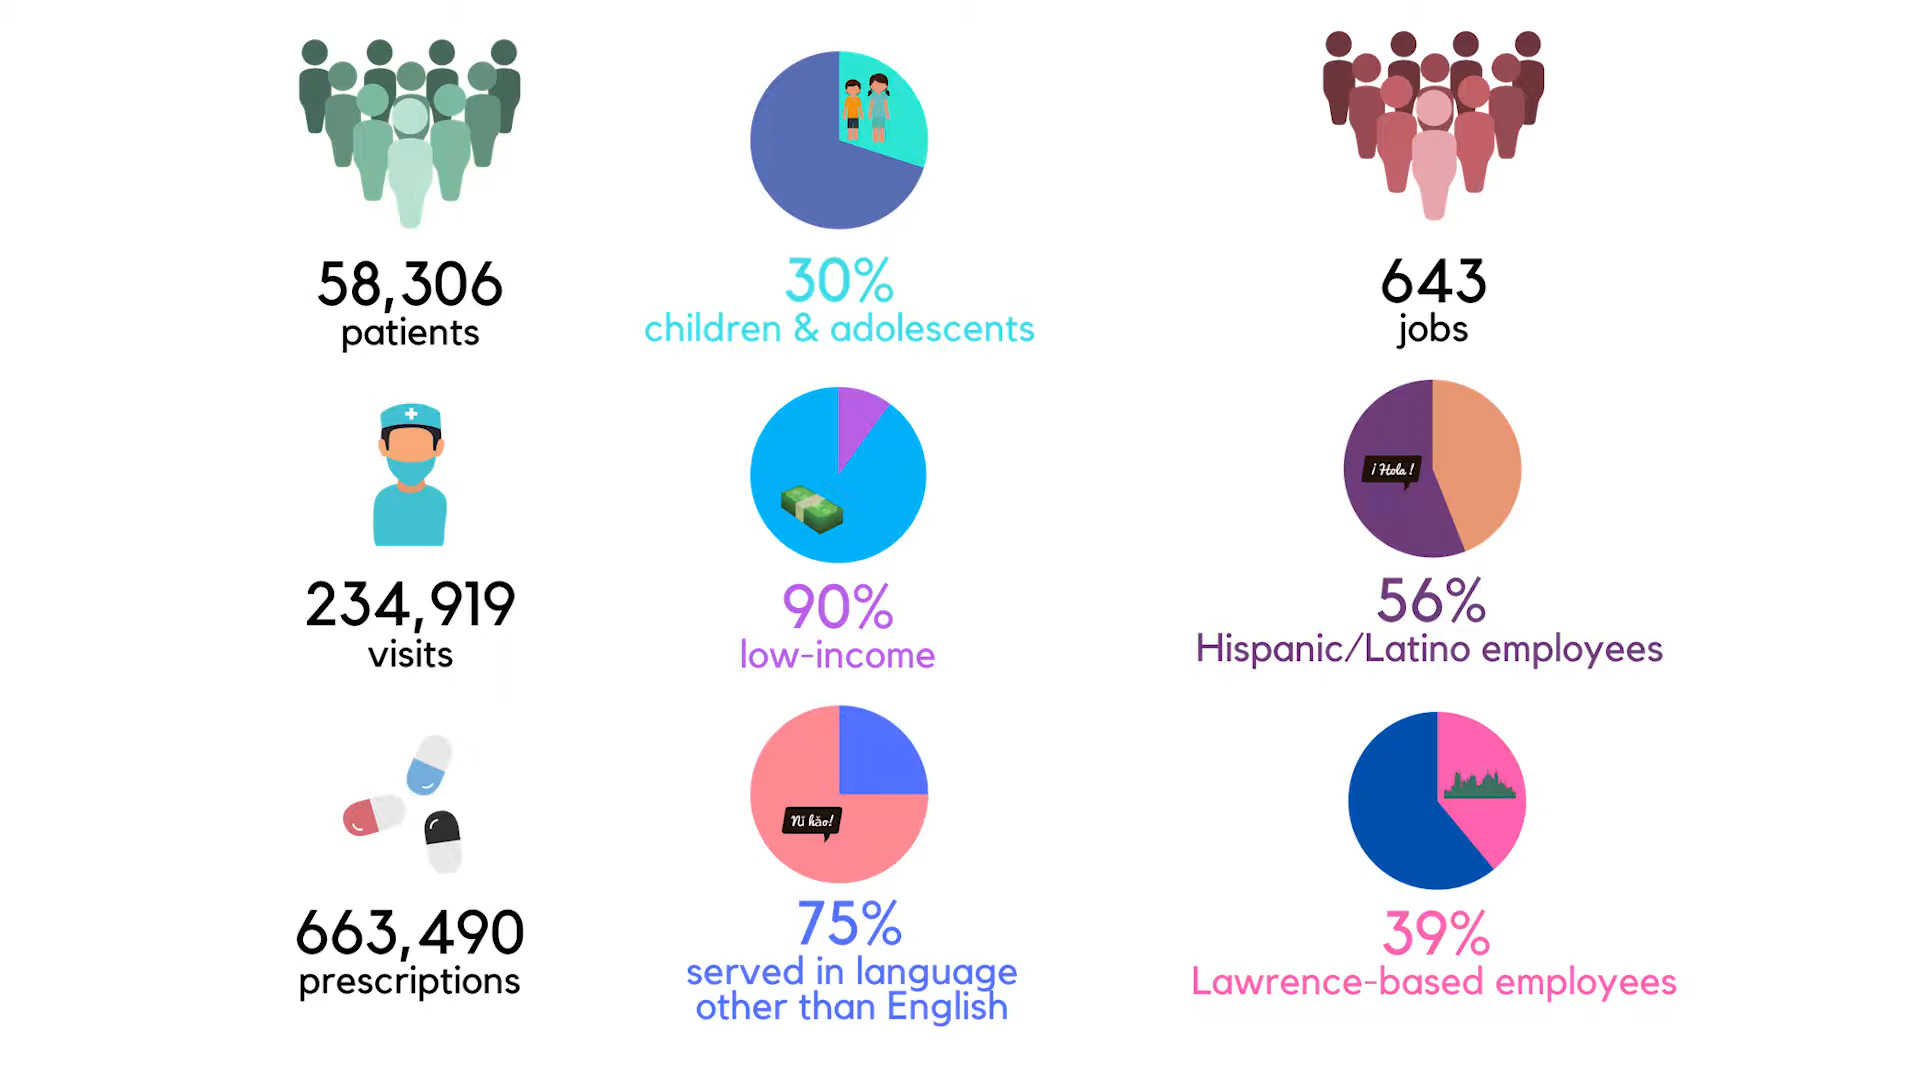 58,306
patients
30%
children & adolescents
643
jobs
234,919
visits
90%
low-income
¡ Hola !
56%
Hispanic/Latino employees
663,490
prescriptions
Nǐ hǎo!
75%
served in language
other than English
39%
Lawrence-based employees